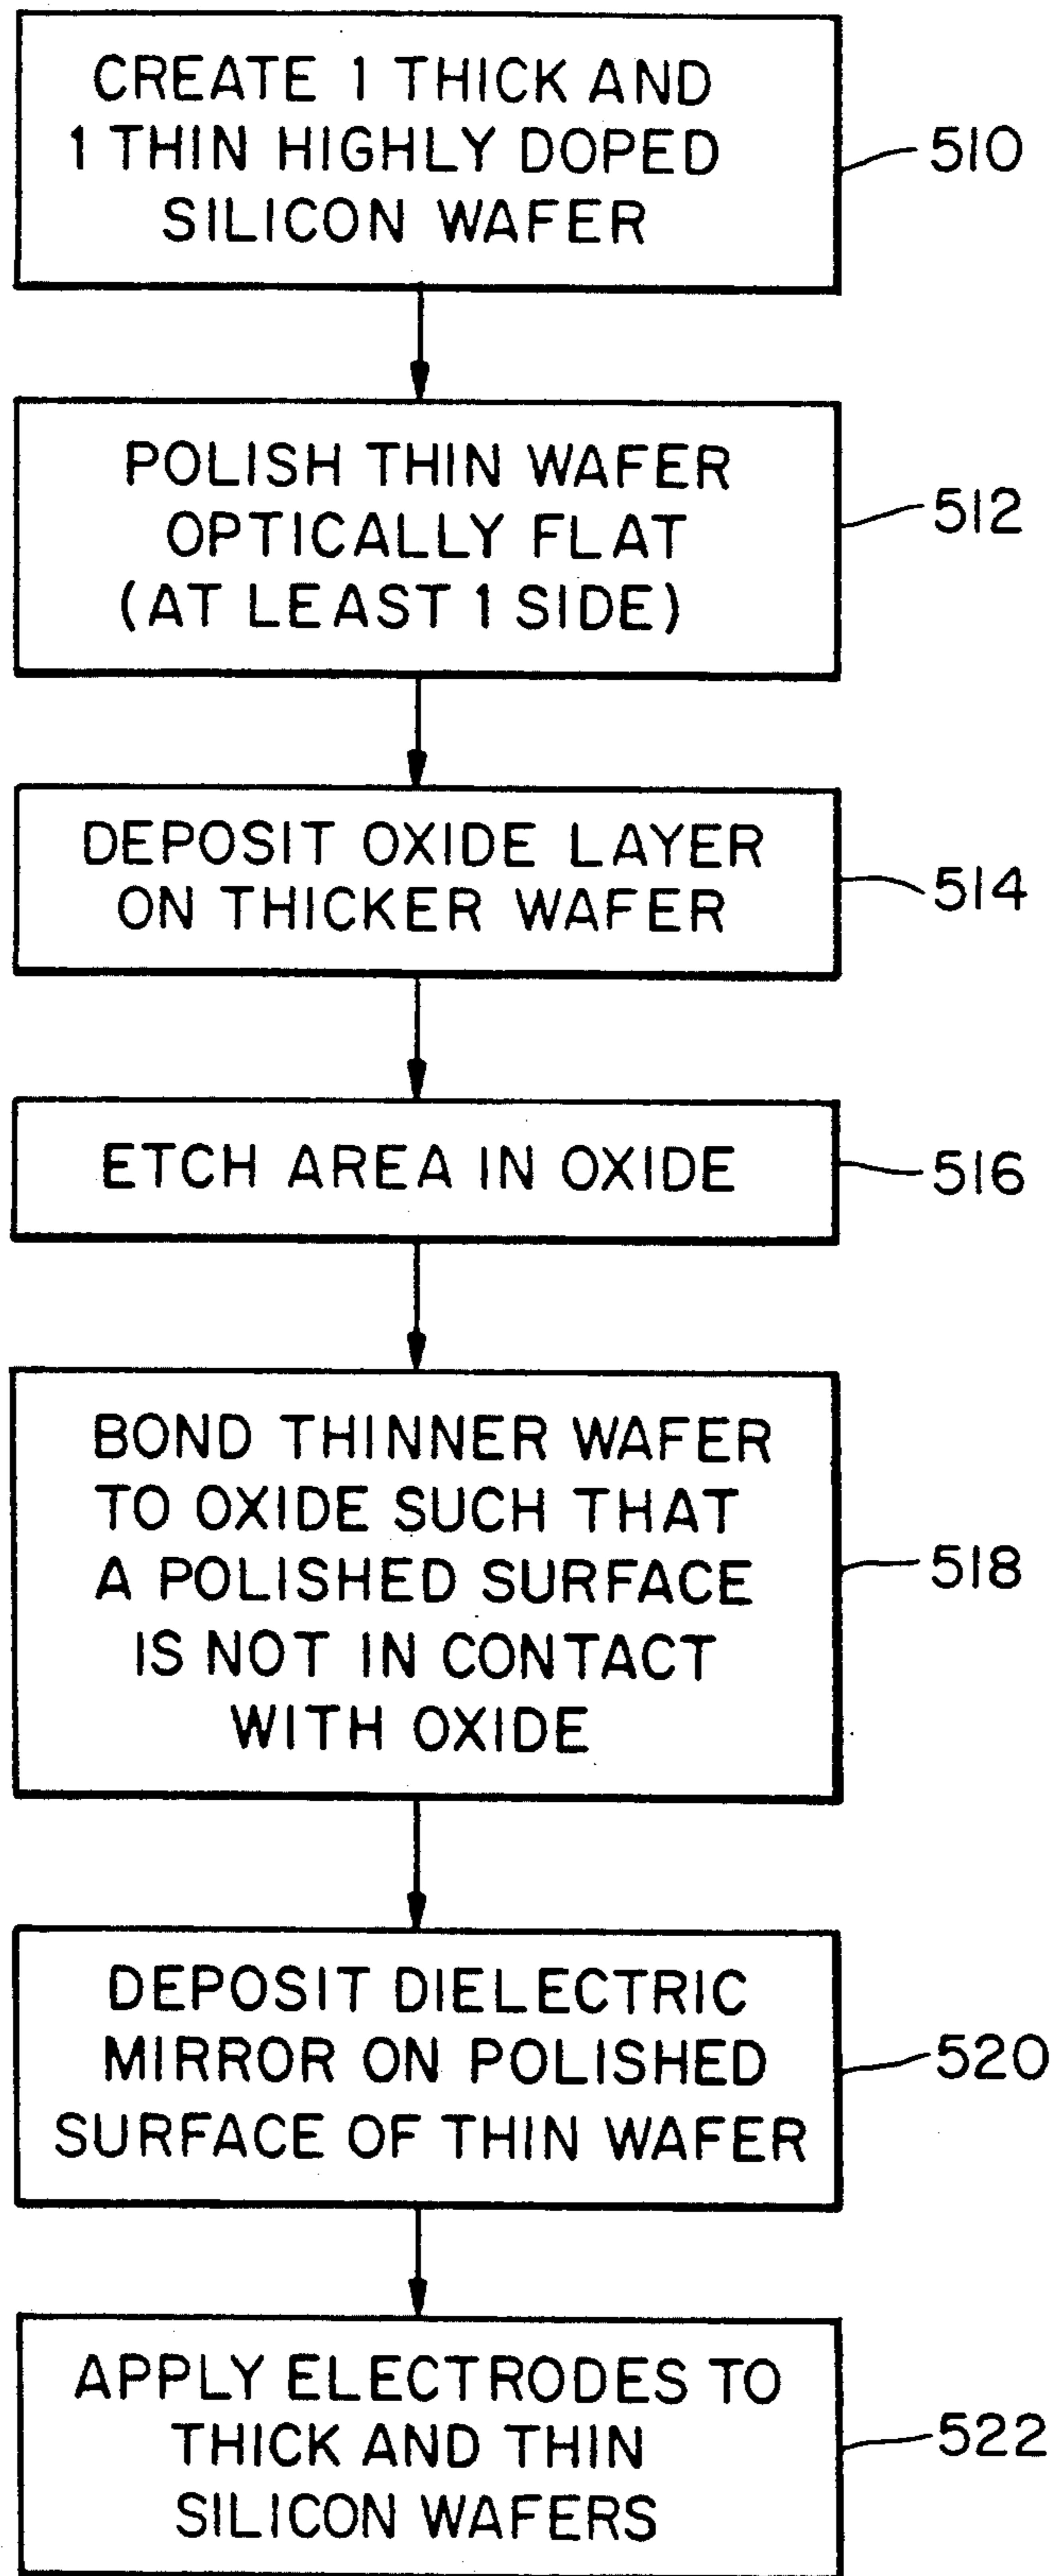 CREATE 1 THICK AND
1 THIN HIGHLY DOPED
SILICON WAFER
510
POLISH THIN WAFER
OPTICALLY FLAT
(AT LEAST 1 SIDE)
512
DEPOSIT OXIDE LAYER
ON THICKER WAFER
514
ETCH AREA IN OXIDE
516
BOND THINNER WAFER
TO OXIDE SUCH THAT
A POLISHED SURFACE
IS NOT IN CONTACT
WITH OXIDE
518
DEPOSIT DIELECTRIC
MIRROR ON POLISHED
SURFACE OF THIN WAFER
520
APPLY ELECTRODES TO
THICK AND THIN
SILICON WAFERS
522